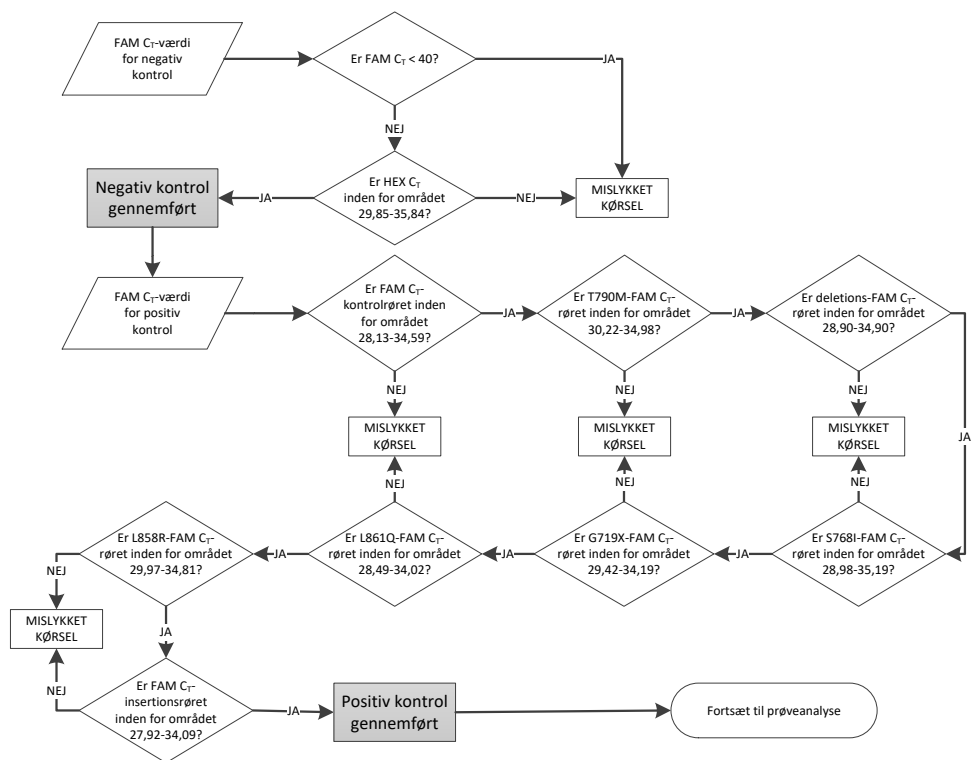 FAM CT-værdi
for negativ
kontrol
Er FAM CT < 40?
JA
NEJ
Er HEX CT
inden for området
29,85-35,84?
JA
NEJ
Negativ kontrol
gennemført
MISLYKKET
KØRSEL
FAM CT-værdi
for positiv
kontrol
Er FAM CT-
kontrolrøret inden
for området
28,13-34,59?
JA
Er T790M-FAM CT-
røret inden for området
30,22-34,98?
JA
Er deletions-FAM CT-
røret inden for området
28,90-34,90?
NEJ
NEJ
NEJ
JA
MISLYKKET
KØRSEL
MISLYKKET
KØRSEL
MISLYKKET
KØRSEL
NEJ
NEJ
NEJ
Er L858R-FAM CT-
røret inden for området
29,97-34,81?
JA
Er L861Q-FAM CT-
røret inden for området
28,49-34,02?
JA
Er G719X-FAM CT-
røret inden for området
29,42-34,19?
JA
Er S768I-FAM CT-
røret inden for området
28,98-35,19?
NEJ
MISLYKKET
KØRSEL
JA
NEJ
Er FAM CT-
insertionsrøret
inden for området
27,92-34,09?
JA
Positiv kontrol
gennemført
Fortsæt til prøveanalyse